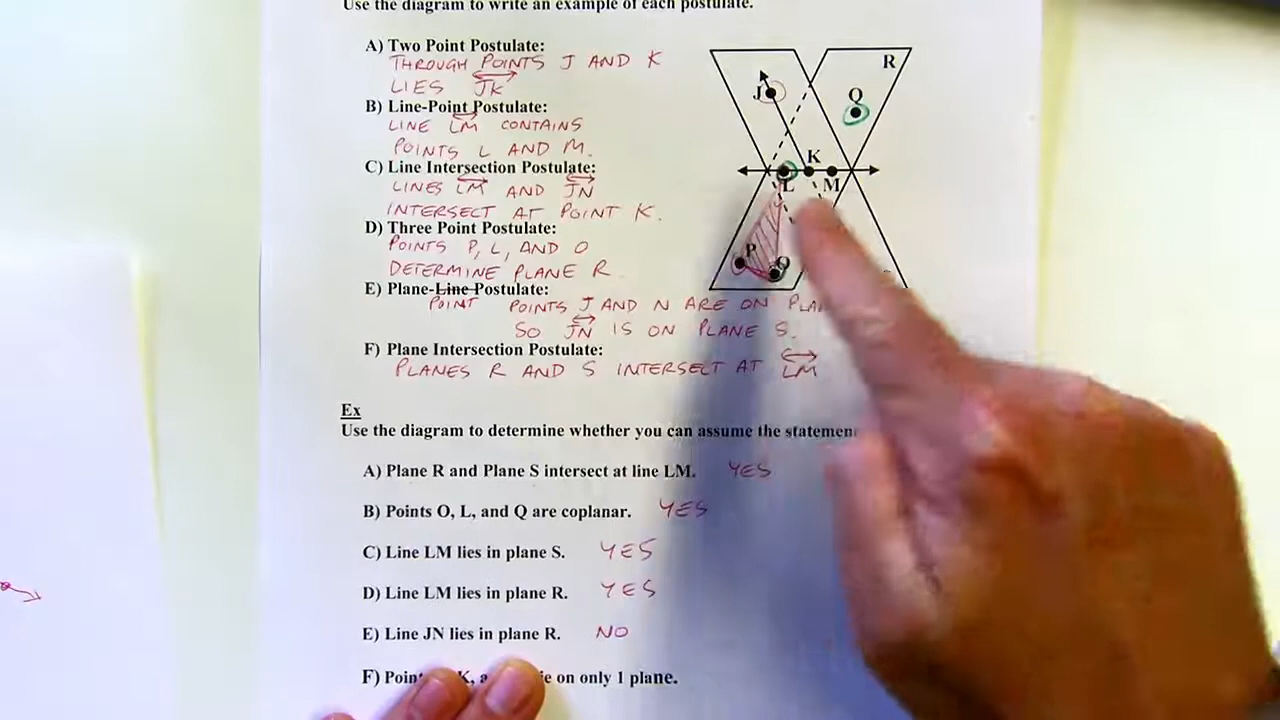 Use the diagram to write an example of each postulate.
A) Two Point Postulate:
THROUGH POINTS J AND K
LIES JK
B) Line-Point Postulate:
LINE LM CONTAINS
POINTS L AND M.
C) Line Intersection Postulate:
LINES LM AND JN
INTERSECT AT POINT K.
D) Three Point Postulate:
POINTS P, L, AND O
DETERMINE PLANE R
E) Plane-Line Postulate:
POINT POINTS J AND N ARE ON
SO JN IS ON PLANE S.
F) Plane Intersection Postulate:
PLANES R AND S INTERSECT AT LM
R
J
Q
K
L
M
P
O
Ex
Use the diagram to determine whether you can assume the
A) Plane R and Plane S intersect at line LM. YES
B) Points O, L, and Q are coplanar. YES
C) Line LM lies in plane S. YES
D) Line LM lies in plane R. YES
E) Line JN lies in plane R. NO
F) K, on only 1 plane.